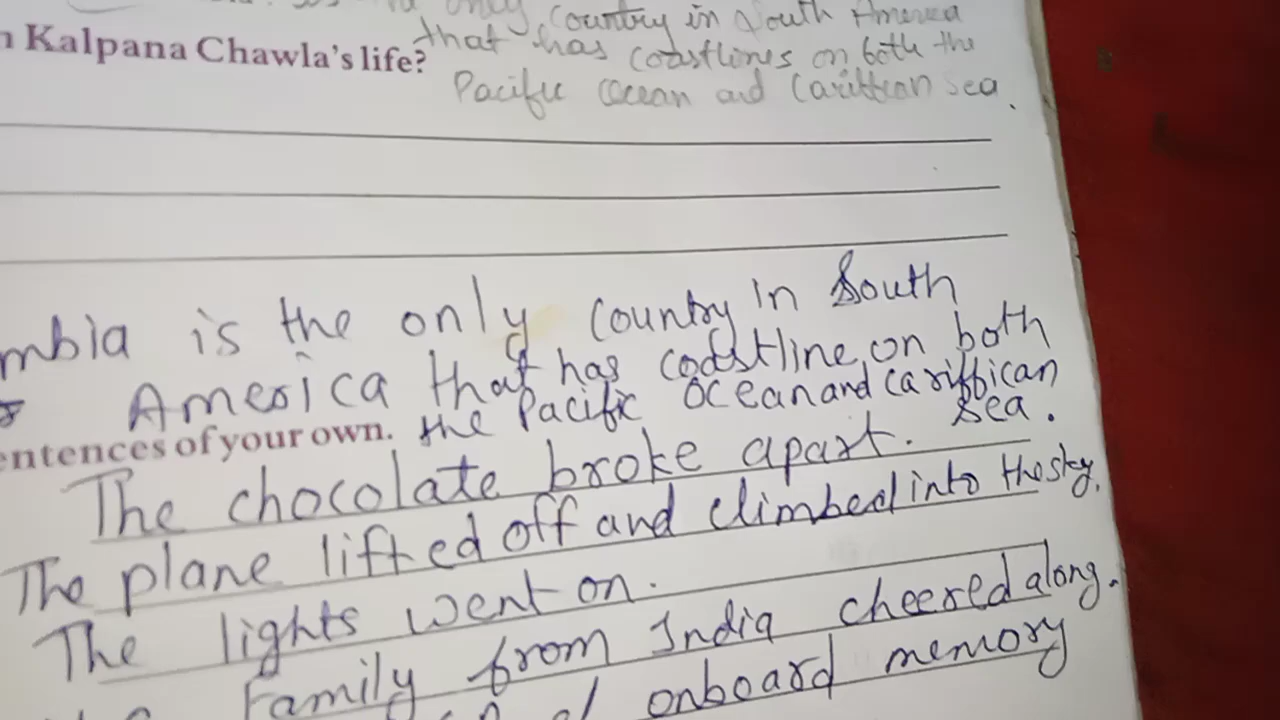 only country in South America
n Kalpana Chawla's life? that has coastlines on both the
Pacific Ocean and Caribbean sea.
mbia is the only country in South
America that has coastline on both
the Pacific Ocean and cariffican
sea.
entences of your own.
The chocolate broke apart.
The plane lifted off and climbed into the sky.
The lights went on.
Family from India cheered along.
onboard memory